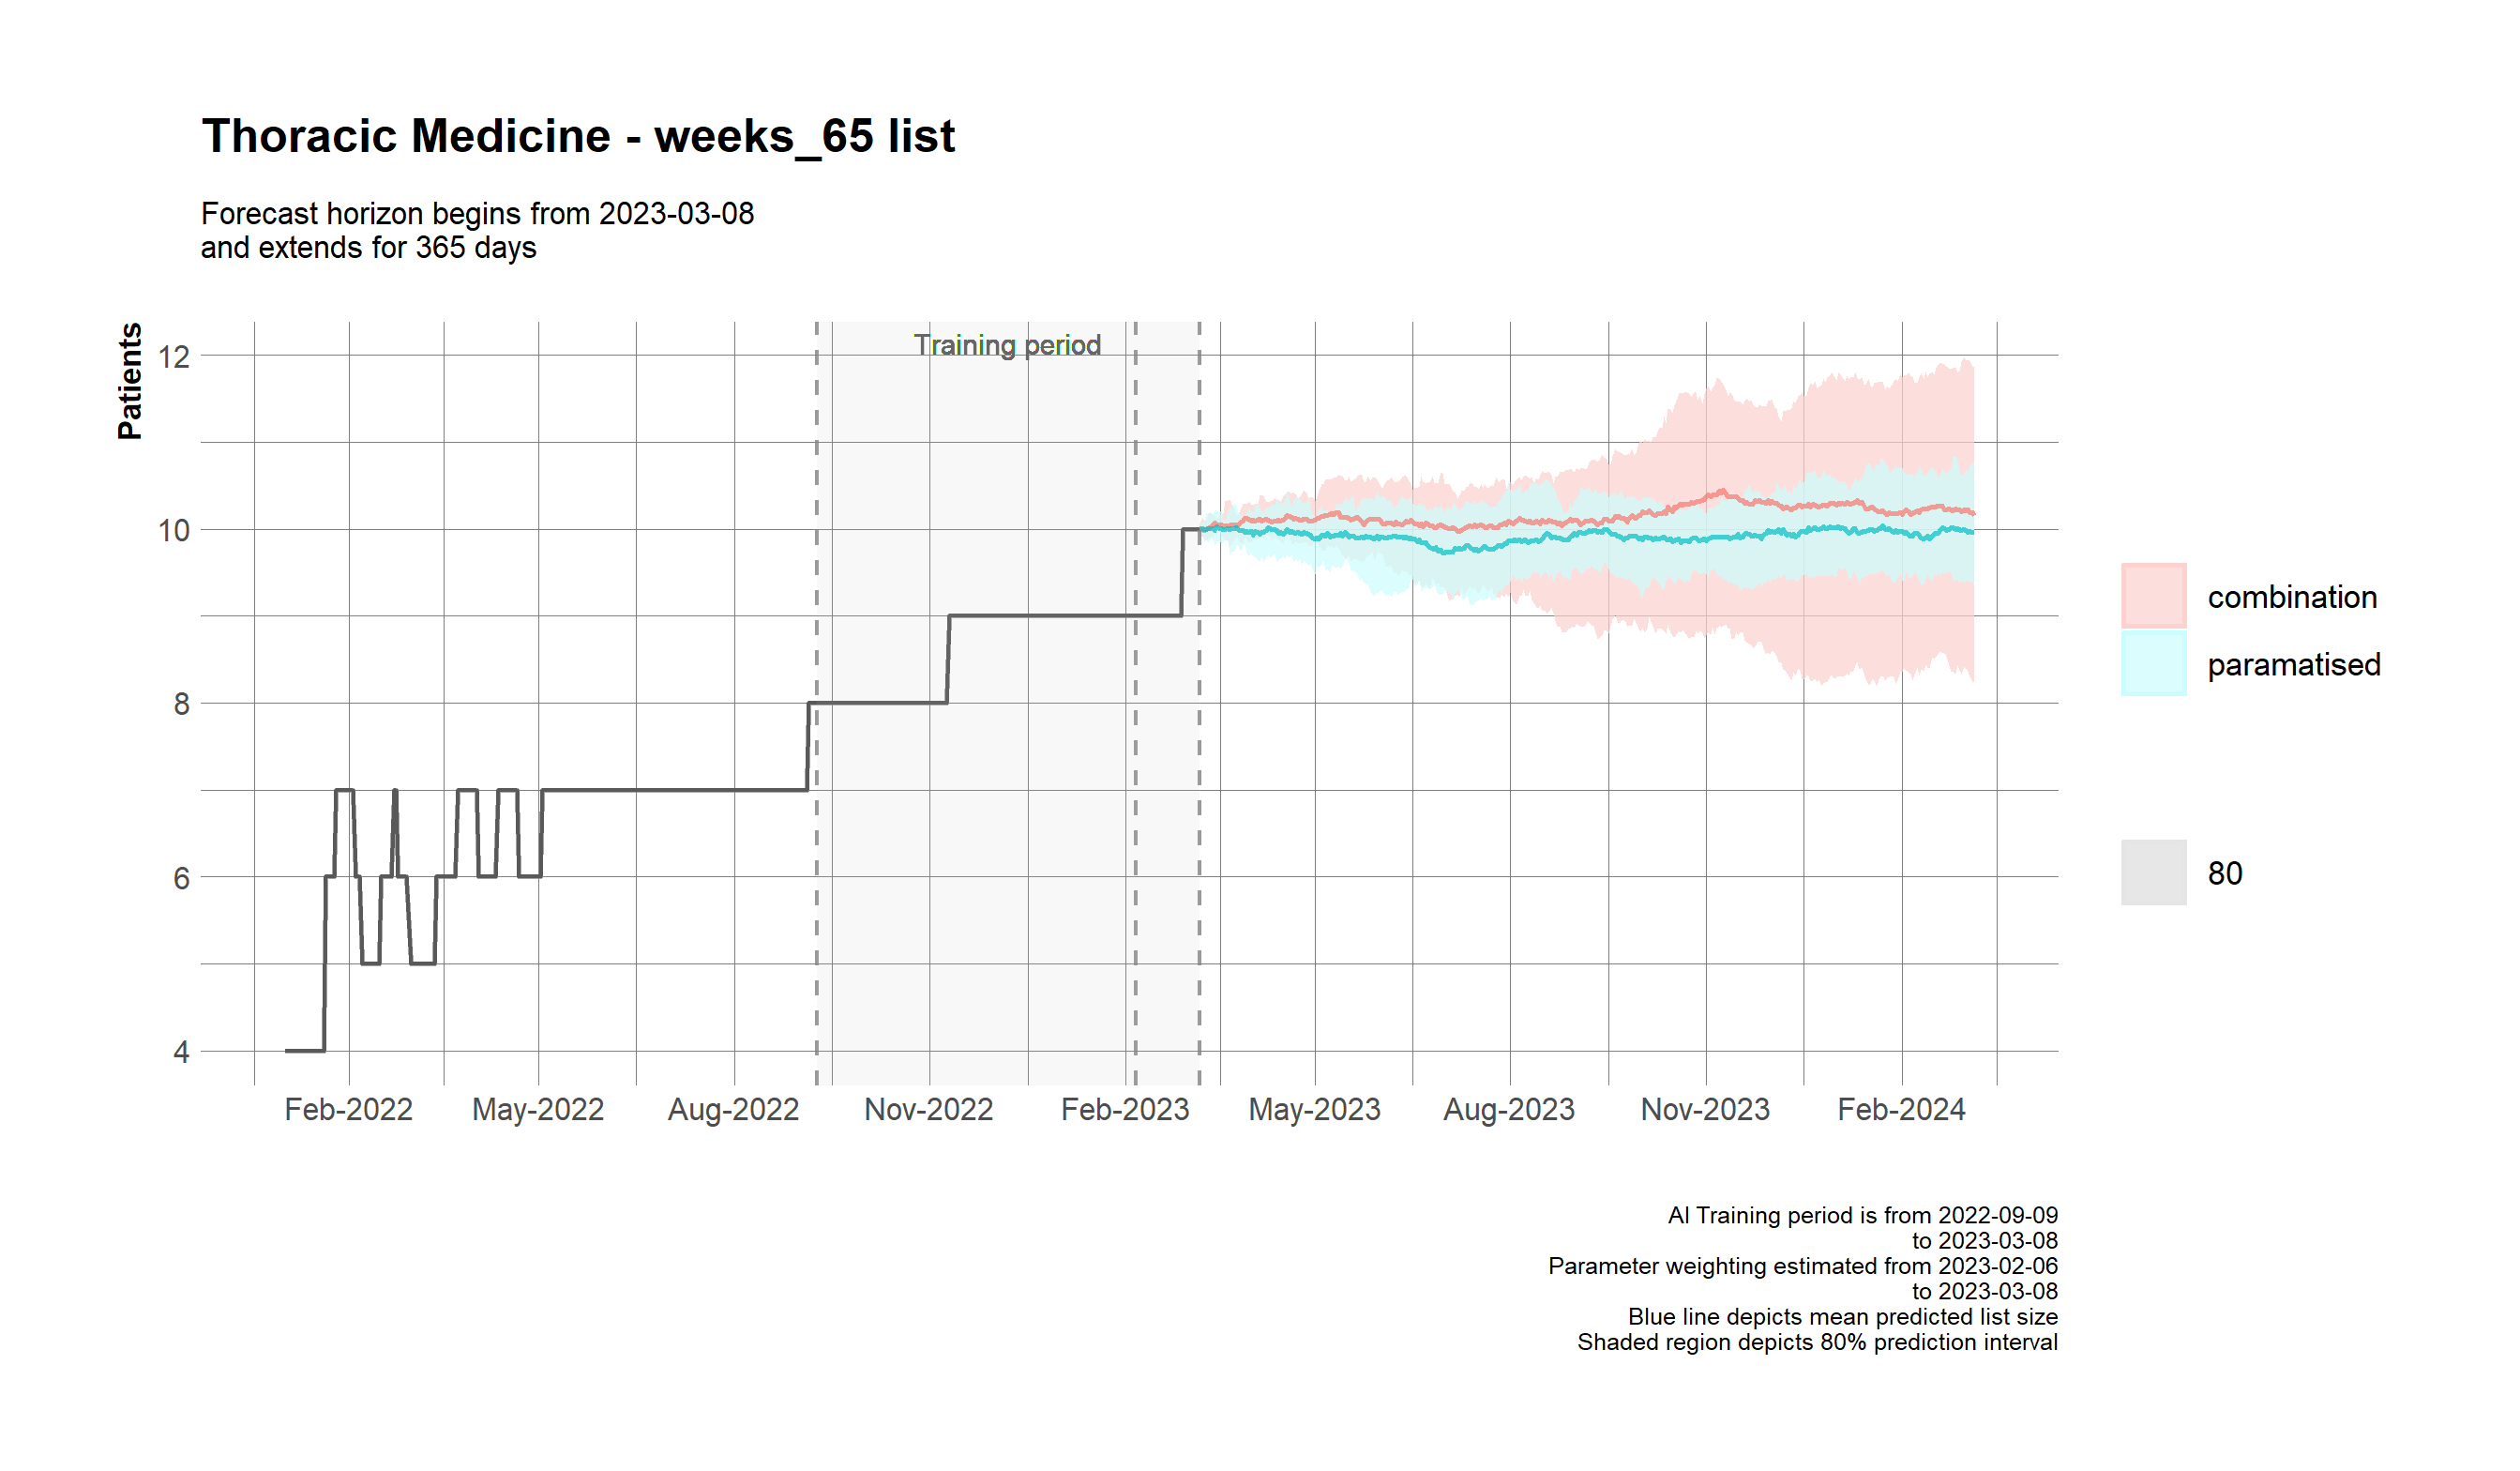 Thoracic Medicine - weeks_65 list
Forecast horizon begins from 2023-03-08
and extends for 365 days
Patients
Training period
12
10
8
6
4
Feb-2022
May-2022
Aug-2022
Nov-2022
Feb-2023
May-2023
Aug-2023
Nov-2023
Feb-2024
combination
paramatised
80
AI Training period is from 2022-09-09
to 2023-03-08
Parameter weighting estimated from 2023-02-06
to 2023-03-08
Blue line depicts mean predicted list size
Shaded region depicts 80% prediction interval